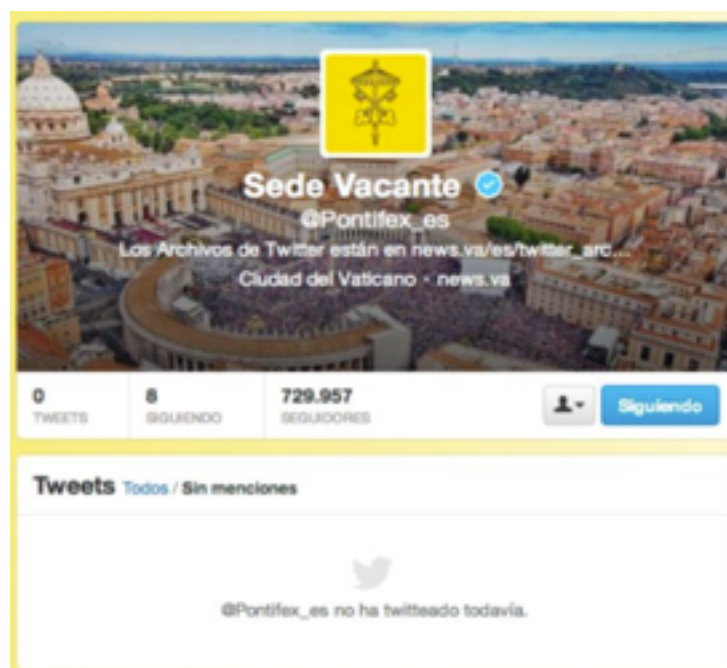 Sede Vacante
@Pontifex_es
Los Archivos de Twitter están en news.va/es/twitter_arc...
Ciudad del Vaticano · news.va
0 8 729.957
TWEETS SIGUIENDO SEGUIDORES
Siguiendo
Tweets Todos / Sin menciones
@Pontifex_es no ha twitteado todavía.